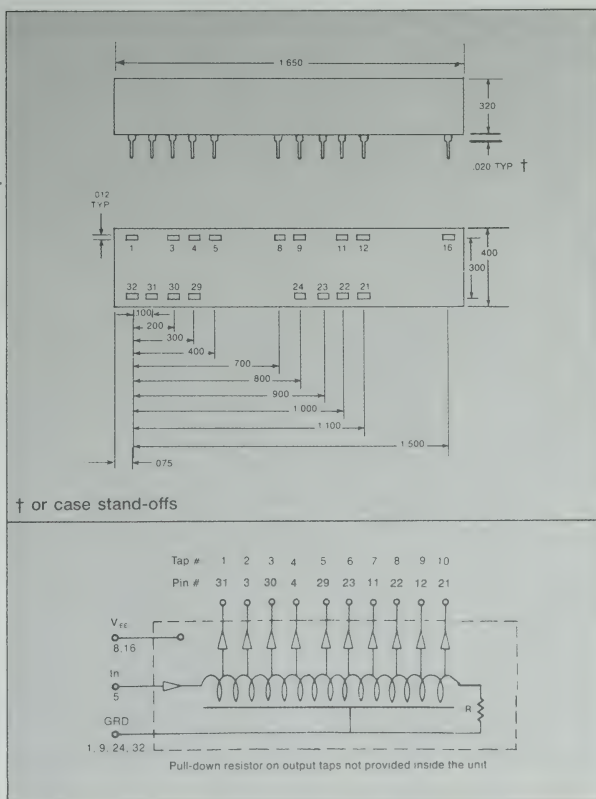 1 650
320
.020 TYP †
.012
TYP
1 3 4 5 8 9 11 12 16
400
300
32 31 30 29 24 23 22 21
100
200
300
400
700
800
900
1 000
1 100
1 500
075
† or case stand-offs
Tap # 1 2 3 4 5 6 7 8 9 10
Pin # 31 3 30 4 29 23 11 22 12 21
VEE
8, 16
In
5
R
GRD
1, 9, 24, 32
Pull-down resistor on output taps not provided inside the unit